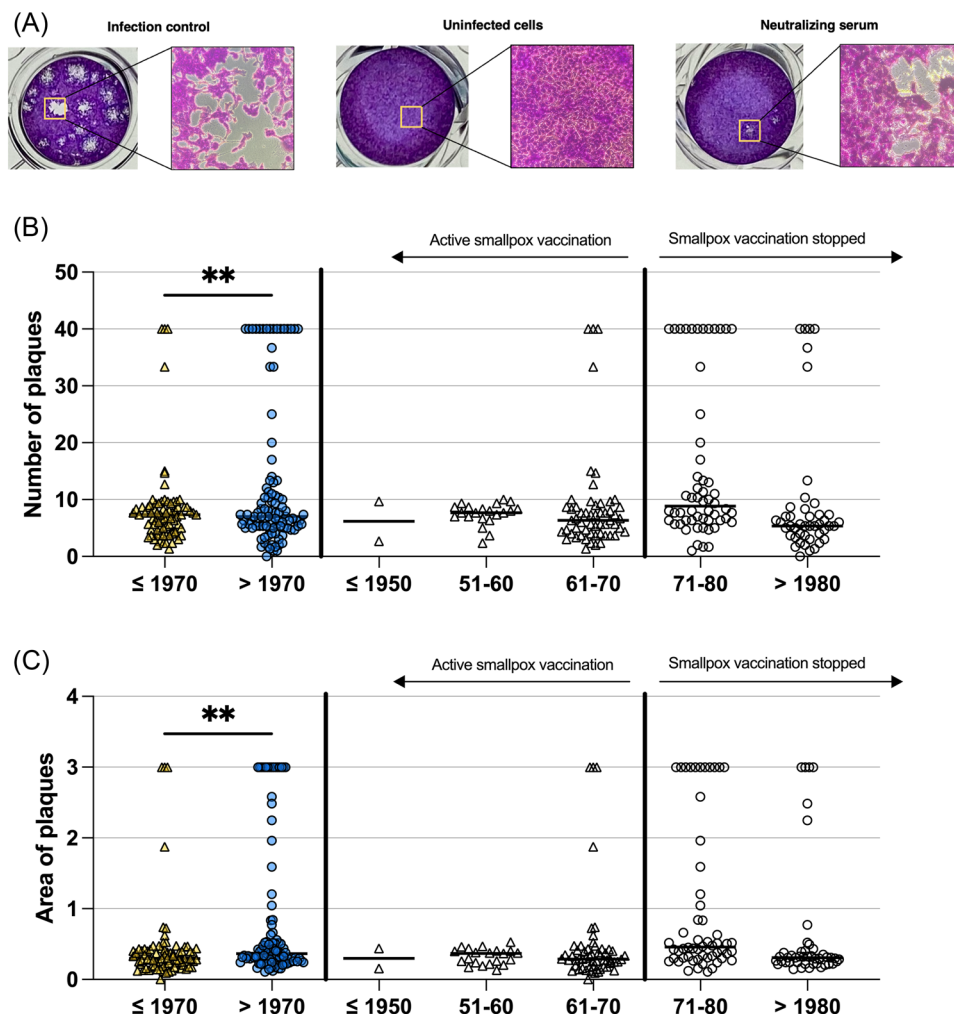 (A)
Infection control Uninfected cells Neutralizing serum
(B)
Active smallpox vaccination Smallpox vaccination stopped
**
Number of plaques
50
40
30
20
10
0
≤ 1970 > 1970 ≤ 1950 51-60 61-70 71-80 > 1980
(C)
Active smallpox vaccination Smallpox vaccination stopped
**
Area of plaques
4
3
2
1
0
≤ 1970 > 1970 ≤ 1950 51-60 61-70 71-80 > 1980